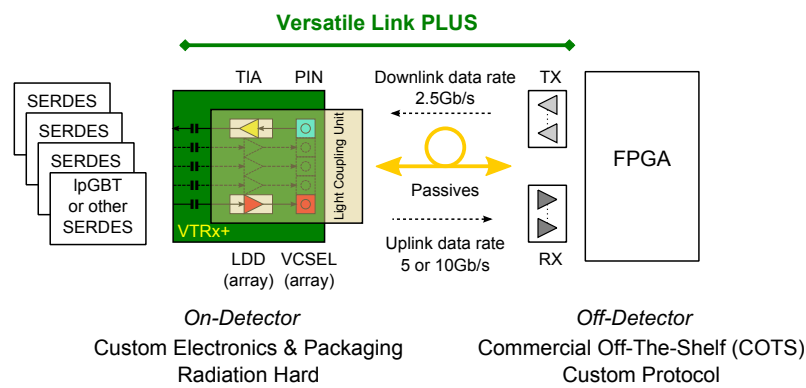 Versatile Link PLUS
TIA
PIN
Downlink data rate
2.5Gb/s
TX
SERDES
SERDES
SERDES
lpGBT
or other
SERDES
Light Coupling Unit
VTRx+
Passives
FPGA
LDD
(array)
VCSEL
(array)
Uplink data rate
5 or 10Gb/s
RX
On-Detector
Custom Electronics & Packaging
Radiation Hard
Off-Detector
Commercial Off-The-Shelf (COTS)
Custom Protocol